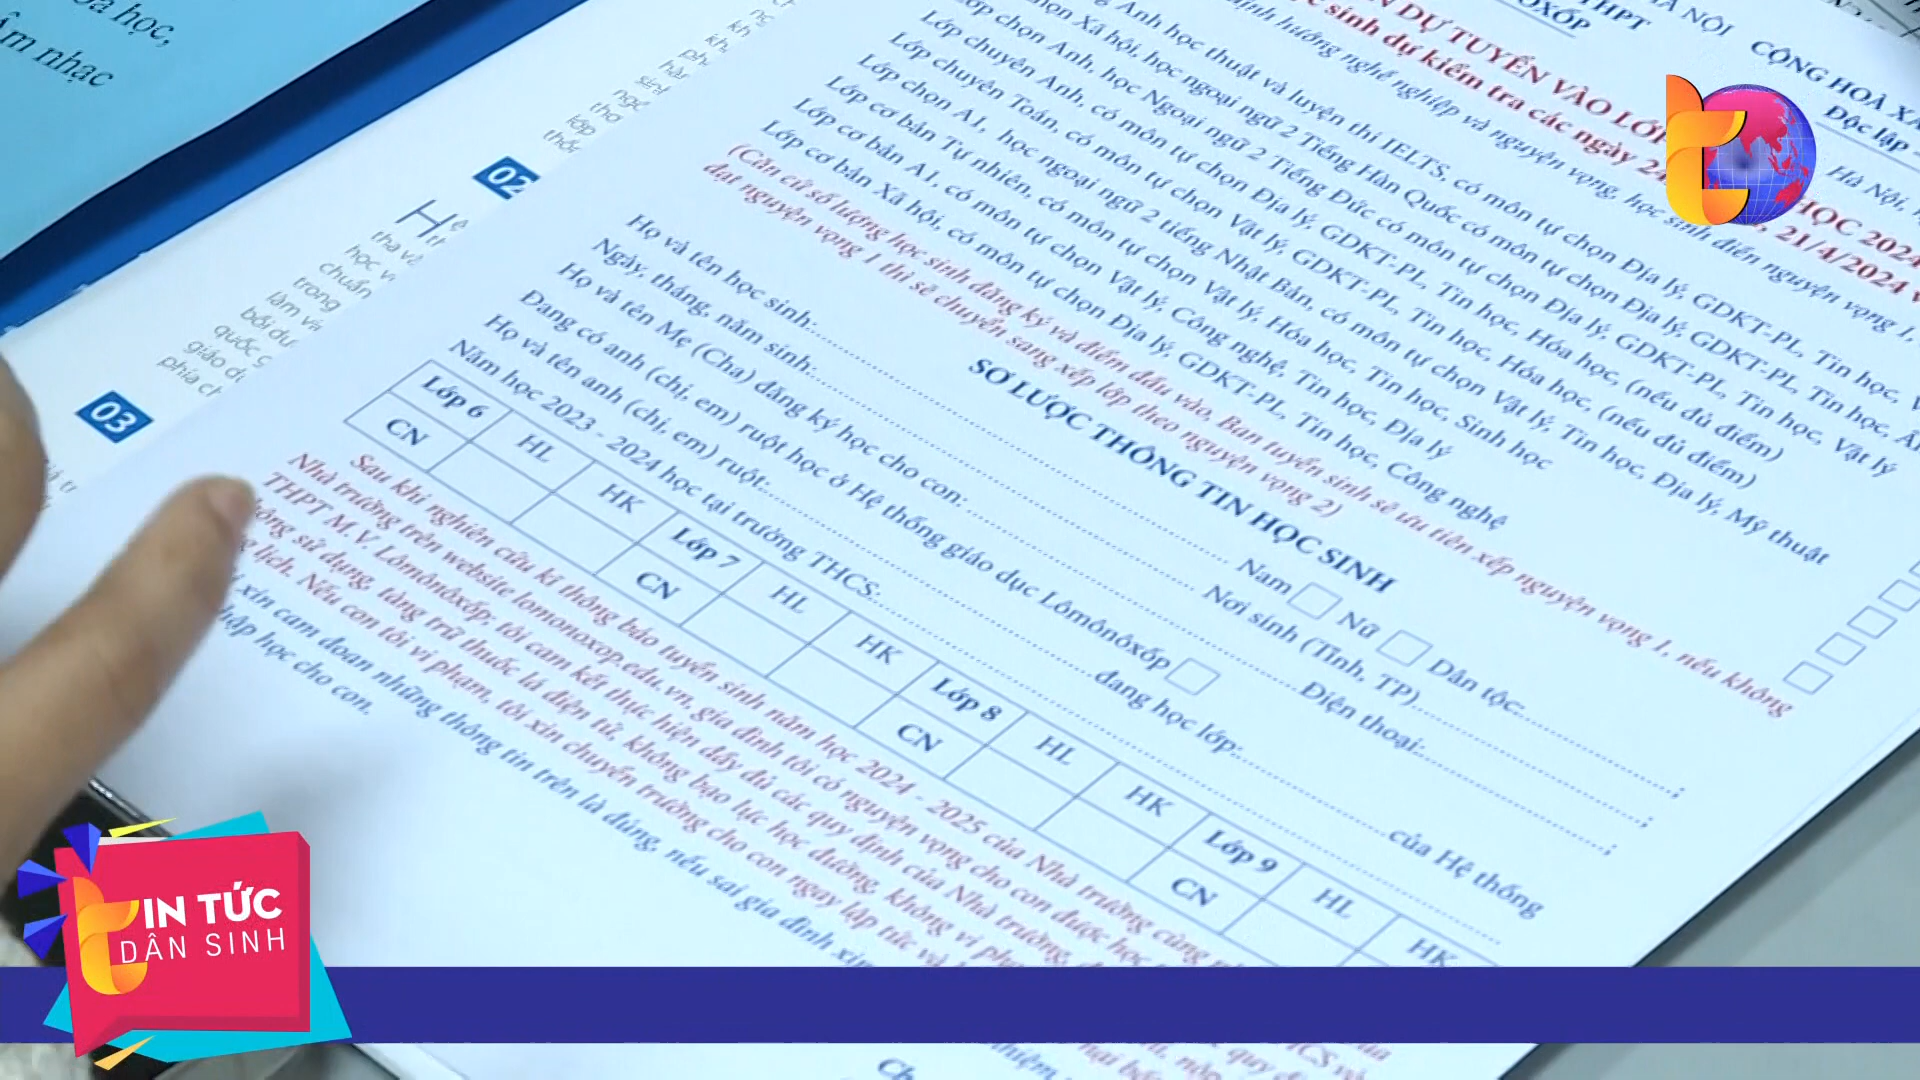 học,
Âm nhạc
02
03
THPT
HÀ NỘI
CỘNG HOÀ XÃ
Độc lập -
Hà Nội,
DỰ TUYỂN VÀO LỚP
HỌC 2024
sinh dự kiểm tra các ngày
21/4/2024
định hướng nghề nghiệp và nguyện vọng, học sinh điền nguyện vọng 1,
Anh học thuật và luyện thi IELTS, có môn tự chọn Địa lý, GDKT-PL, Tin học,
chọn Xã hội, học ngoại ngữ 2 Tiếng Hàn Quốc có môn tự chọn Địa lý, GDKT-PL, Tin học,
Lớp chọn Anh, học Ngoại ngữ 2 Tiếng Đức có môn tự chọn Địa lý, GDKT-PL, Tin học, Vật lý
Lớp chuyên Anh, có môn tự chọn Địa lý, GDKT-PL, Tin học, Hóa học, (nếu đủ điểm)
Lớp chuyên Toán, có môn tự chọn Vật lý, GDKT-PL, Tin học, Hóa học, (nếu đủ điểm)
Lớp chọn A1, học ngoại ngữ 2 tiếng Nhật Bản, có môn tự chọn Vật lý, Tin học, Địa lý, Mỹ thuật
Lớp cơ bản Tự nhiên, có môn tự chọn Vật lý, Hóa học, Tin học, Sinh học
Lớp cơ bản A1, có môn tự chọn Vật lý, Công nghệ, Tin học, Địa lý
Lớp cơ bản Xã hội, có môn tự chọn Địa lý, GDKT-PL, Tin học, Công nghệ
(Căn cứ số lượng học sinh đăng ký và điểm đầu vào, Ban tuyển sinh sẽ ưu tiên xếp nguyện vọng 1, nếu không
đạt nguyện vọng 1 thì sẽ chuyển sang xếp lớp theo nguyện vọng 2)
SƠ LƯỢC THÔNG TIN HỌC SINH
Họ và tên học sinh: Nam Nữ Dân tộc:
Ngày, tháng, năm sinh: Nơi sinh (Tỉnh, TP)
Họ và tên Mẹ (Cha) đăng ký học cho con: Điện thoại:
Đang có anh (chị, em) ruột học ở Hệ thống giáo dục Lômônôxốp
Họ và tên anh (chị, em) ruột: đang học lớp: của Hệ thống
Năm học 2023 - 2024 học tại trường THCS:
Lớp 6 HL HK Lớp 7 HL HK Lớp 8 HL HK Lớp 9 HL HK
CN CN CN CN
Sau khi nghiên cứu kĩ thông báo tuyển sinh năm học 2024 - 2025 của Nhà trường cùng
Nhà trường trên website lomonoxop.edu.vn, gia đình tôi có nguyện vọng cho con được học
THPT M.V. Lômônôxốp; tôi cam kết thực hiện đầy đủ các quy định của Nhà trường,
không sử dụng, tàng trữ thuốc lá điện tử, không bạo lực học đường, không vi
lịch. Nếu con tôi vi phạm, tôi xin chuyển trường cho con ngay lập tức và
xin cam đoan những thông tin trên là đúng, nếu sai gia đình xin
nhập học cho con.
TIN TỨC
DÂN SINH